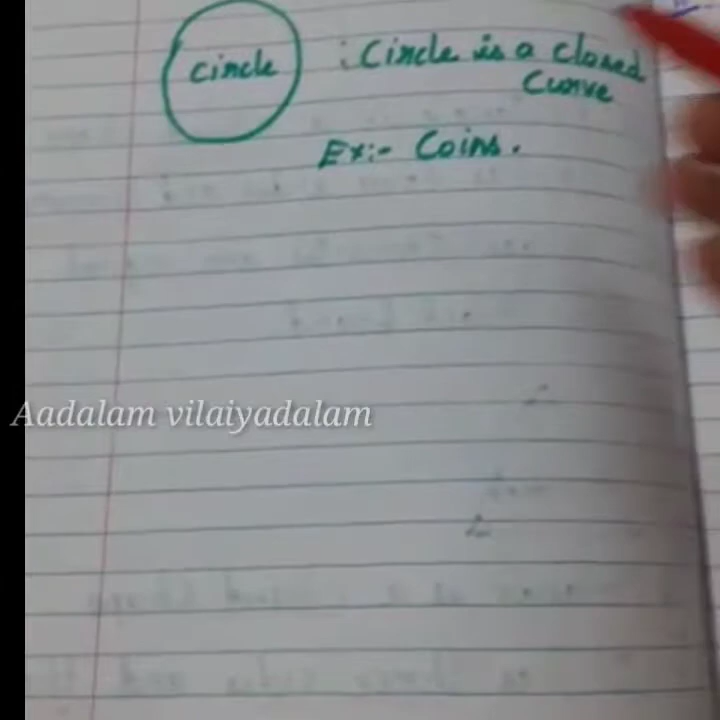 circle : Circle is a closed
Curve
Ex:- Coins.
Aadalam vilaiyadalam